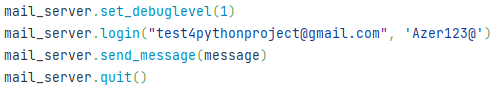 mail_server.set_debuglevel(1)
mail_server.login("test4pythonproject@gmail.com", 'Azer123@')
mail_server.send_message(message)
mail_server.quit()